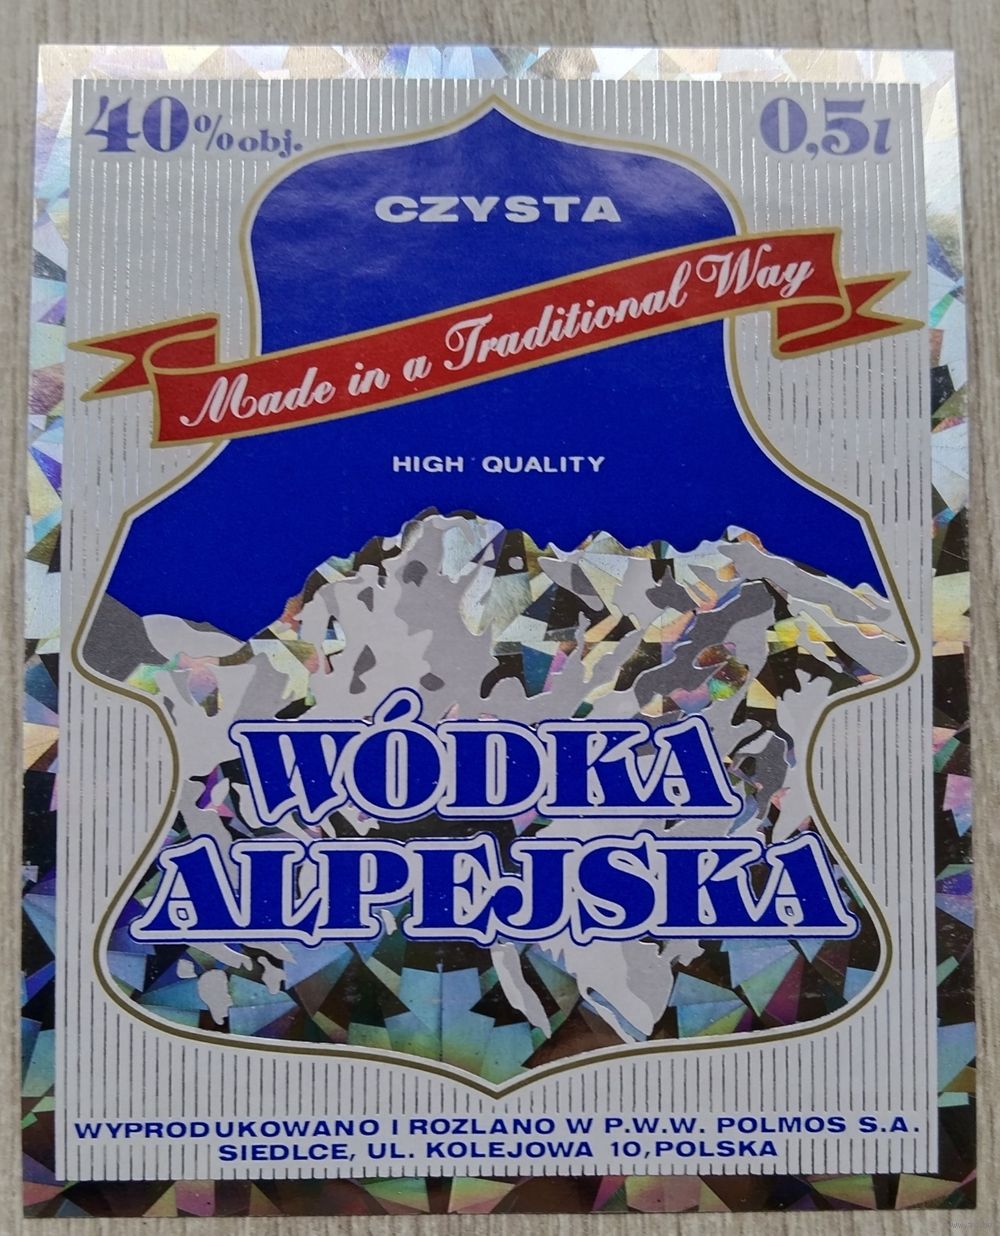 40% obj.
0,5l
CZYSTA
Made in a Traditional Way
HIGH QUALITY
WÓDKA
ALPEJSKA
WYPRODUKOWANO I ROZLANO W P.W.W. POLMOS S.A.
SIEDLCE, UL. KOLEJOWA 10, POLSKA